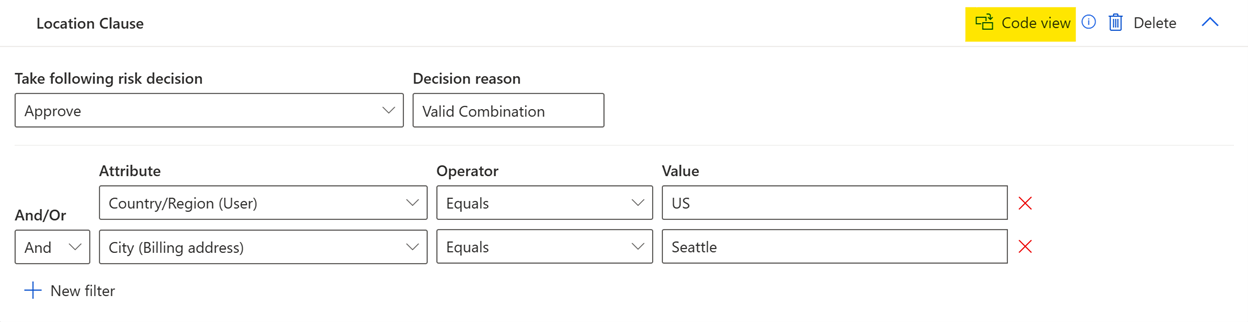 Location Clause
Code view
Delete
Take following risk decision
Decision reason
Approve
Valid Combination
Attribute
Operator
Value
Country/Region (User)
Equals
US
And/Or
And
City (Billing address)
Equals
Seattle
New filter